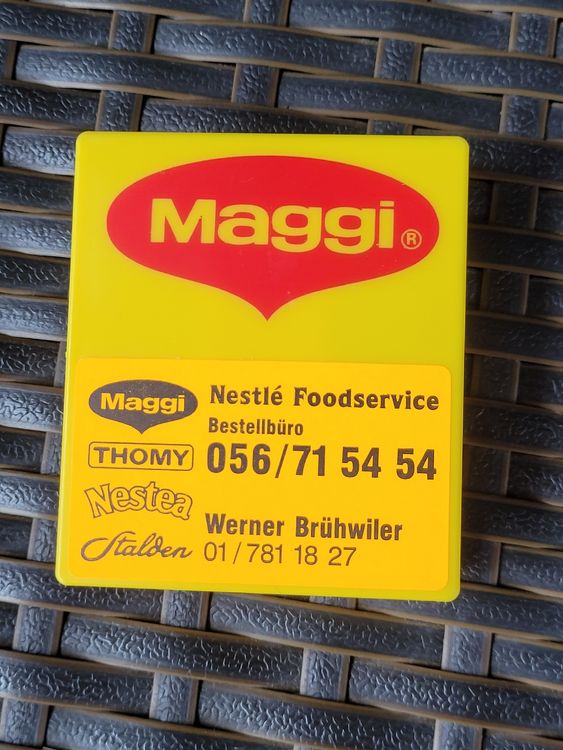 Maggi®
Maggi
THOMY
Nestea
Stalden
Nestlé Foodservice
Bestellbüro
056/71 54 54
Werner Brühwiler
01/781 18 27